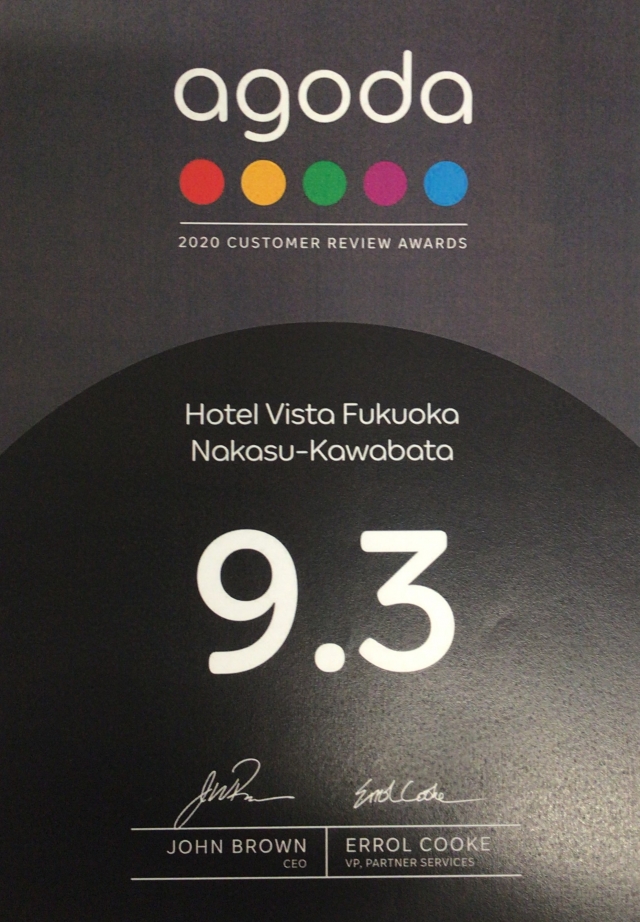 agoda
2020 CUSTOMER REVIEW AWARDS
Hotel Vista Fukuoka
Nakasu-Kawabata
9.3
JOHN BROWN
CEO
ERROL COOKE
VP, PARTNER SERVICES